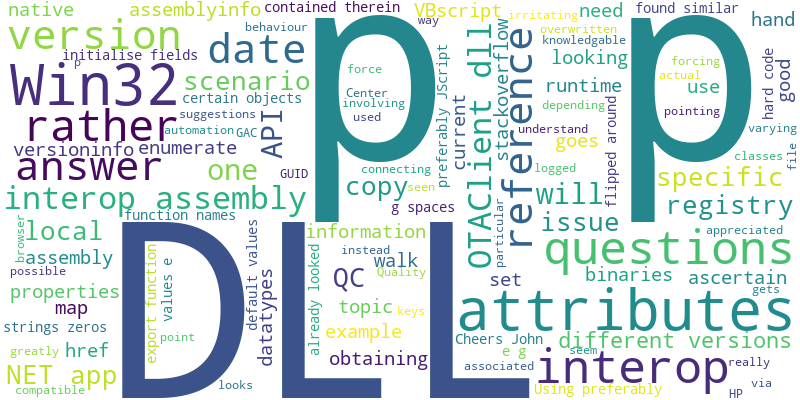 native
assemblyinfo
contained therein
way
VBscript
irritating
need
found similar
hand
version
date
behaviour
p
p
OTAClient dll
stackoverflow
overwritten
knowledgable
looking
initialise fields
p
Win32
scenario
force
Center
involving
used
preferably JScript
current
reference
forcing
actual
pointing
hard code
good
certain objects
suggestions
automation
GAC
API
runtime
depending
use
varying
file
rather
versioninfo
enumerate
understand
goes
flipped around
classes
answer
one
GUID
connecting
copy
seen
logged
specific
interop assembly
g spaces
will
registry
function names
local
browser
assembly
possible
properties
map
strings zeros
greatly
href
NET app
compatible
DLL
export function
values e
point
looks
default values
datatypes
information
already looked
instead
walk
QC
Quality
topic
keys
example
obtaining
set
particular
issue
appreciated
questions
binaries
ascertain
gets
attributes
Cheers John
different versions
e g
seem
associated
interop
really
via
Using preferably
HP